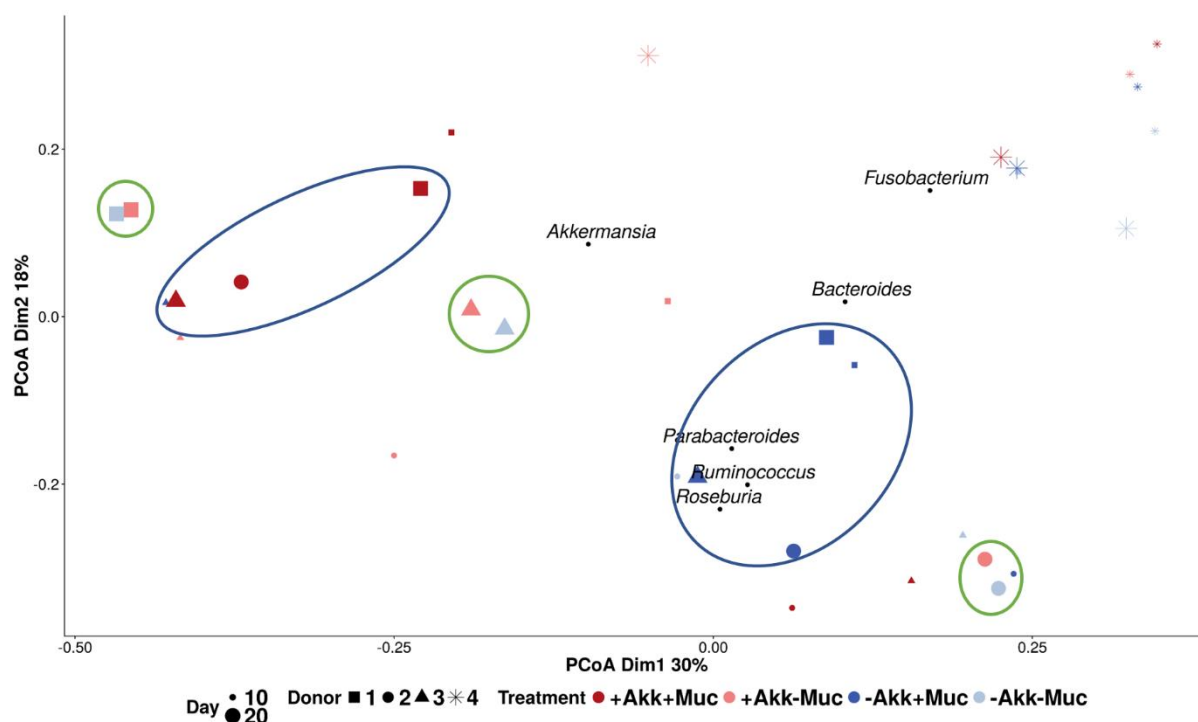 0.2
Fusobacterium
Akkermansia
Bacteroides
0.0
PCoA Dim2 18%
Parabacteroides
Ruminococcus
-0.2
Roseburia
-0.50
-0.25
0.00
0.25
PCoA Dim1 30%
Day 10 20
Donor 1 2 3 4
Treatment +Akk+Muc +Akk-Muc -Akk+Muc -Akk-Muc